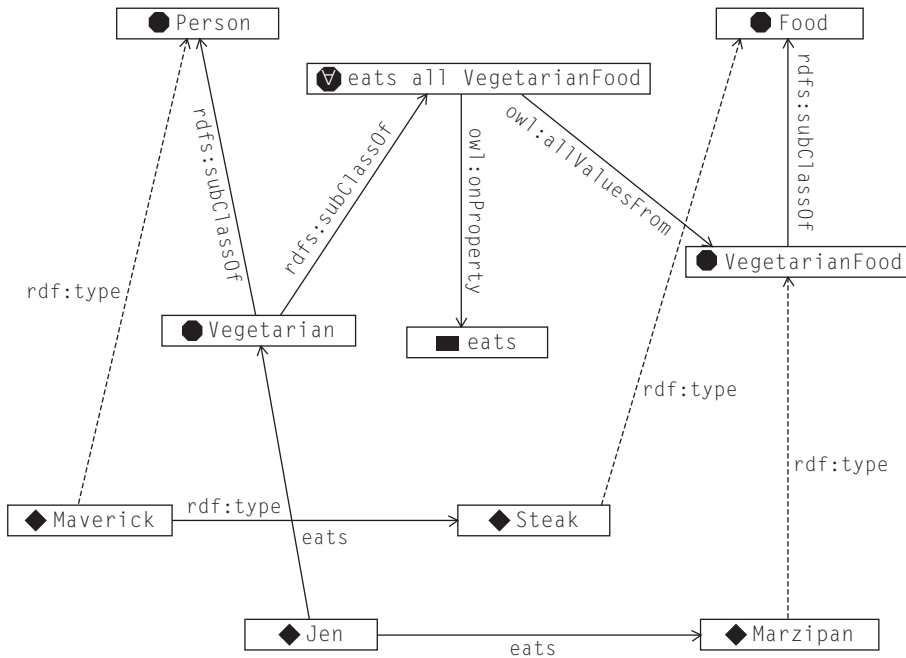 Person
Food
∀ eats all VegetarianFood
rdfs:subClassOf
rdfs:subClassOf
owl:onProperty
owl:allValuesFrom
rdfs:subClassOf
VegetarianFood
rdf:type
Vegetarian
eats
rdf:type
rdf:type
Maverick
rdf:type
Steak
eats
Jen
eats
Marzipan